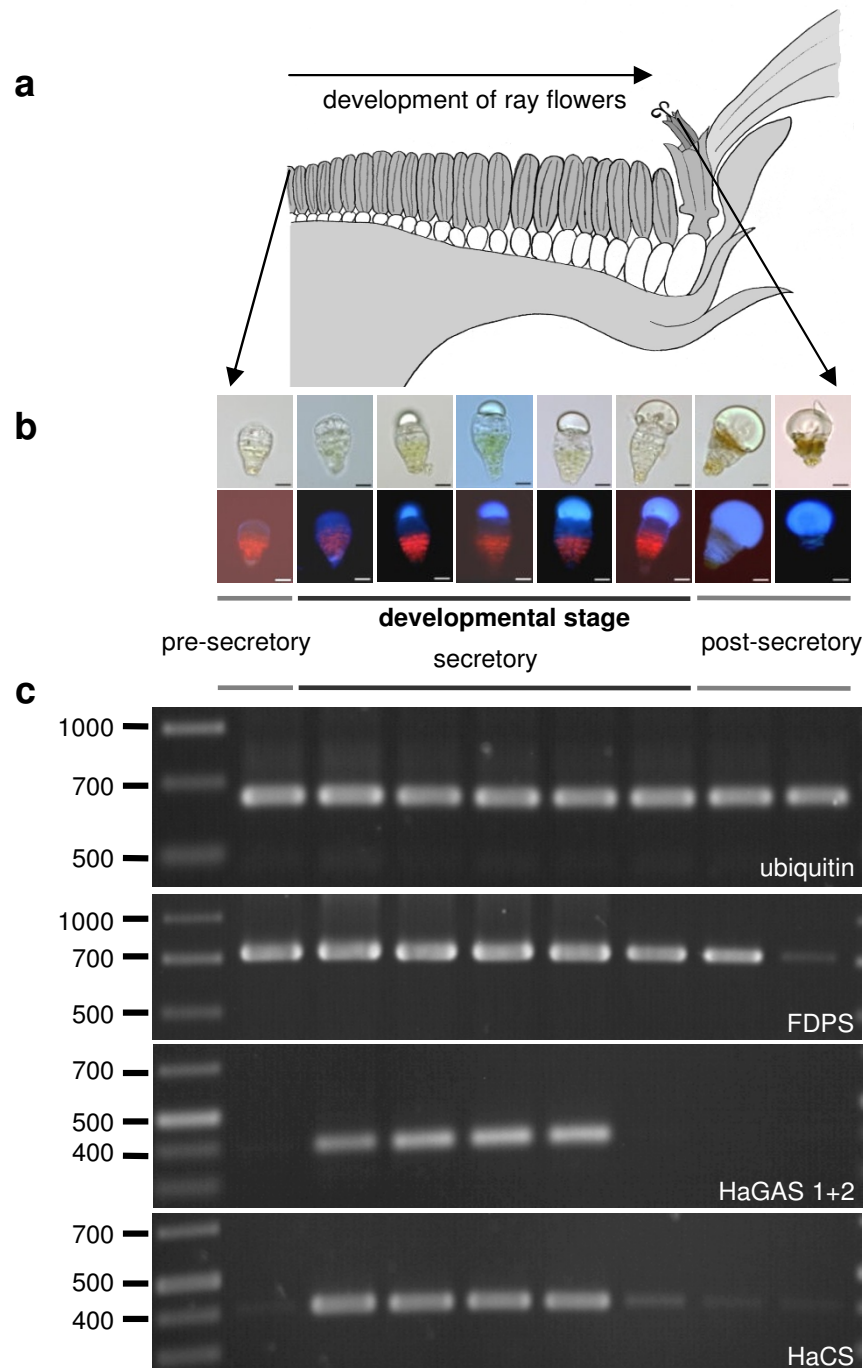 a
development of ray flowers
b
developmental stage
pre-secretory
secretory
post-secretory
c
1000
700
500
ubiquitin
1000
700
500
FDPS
700
500
400
HaGAS 1+2
700
500
400
HaCS